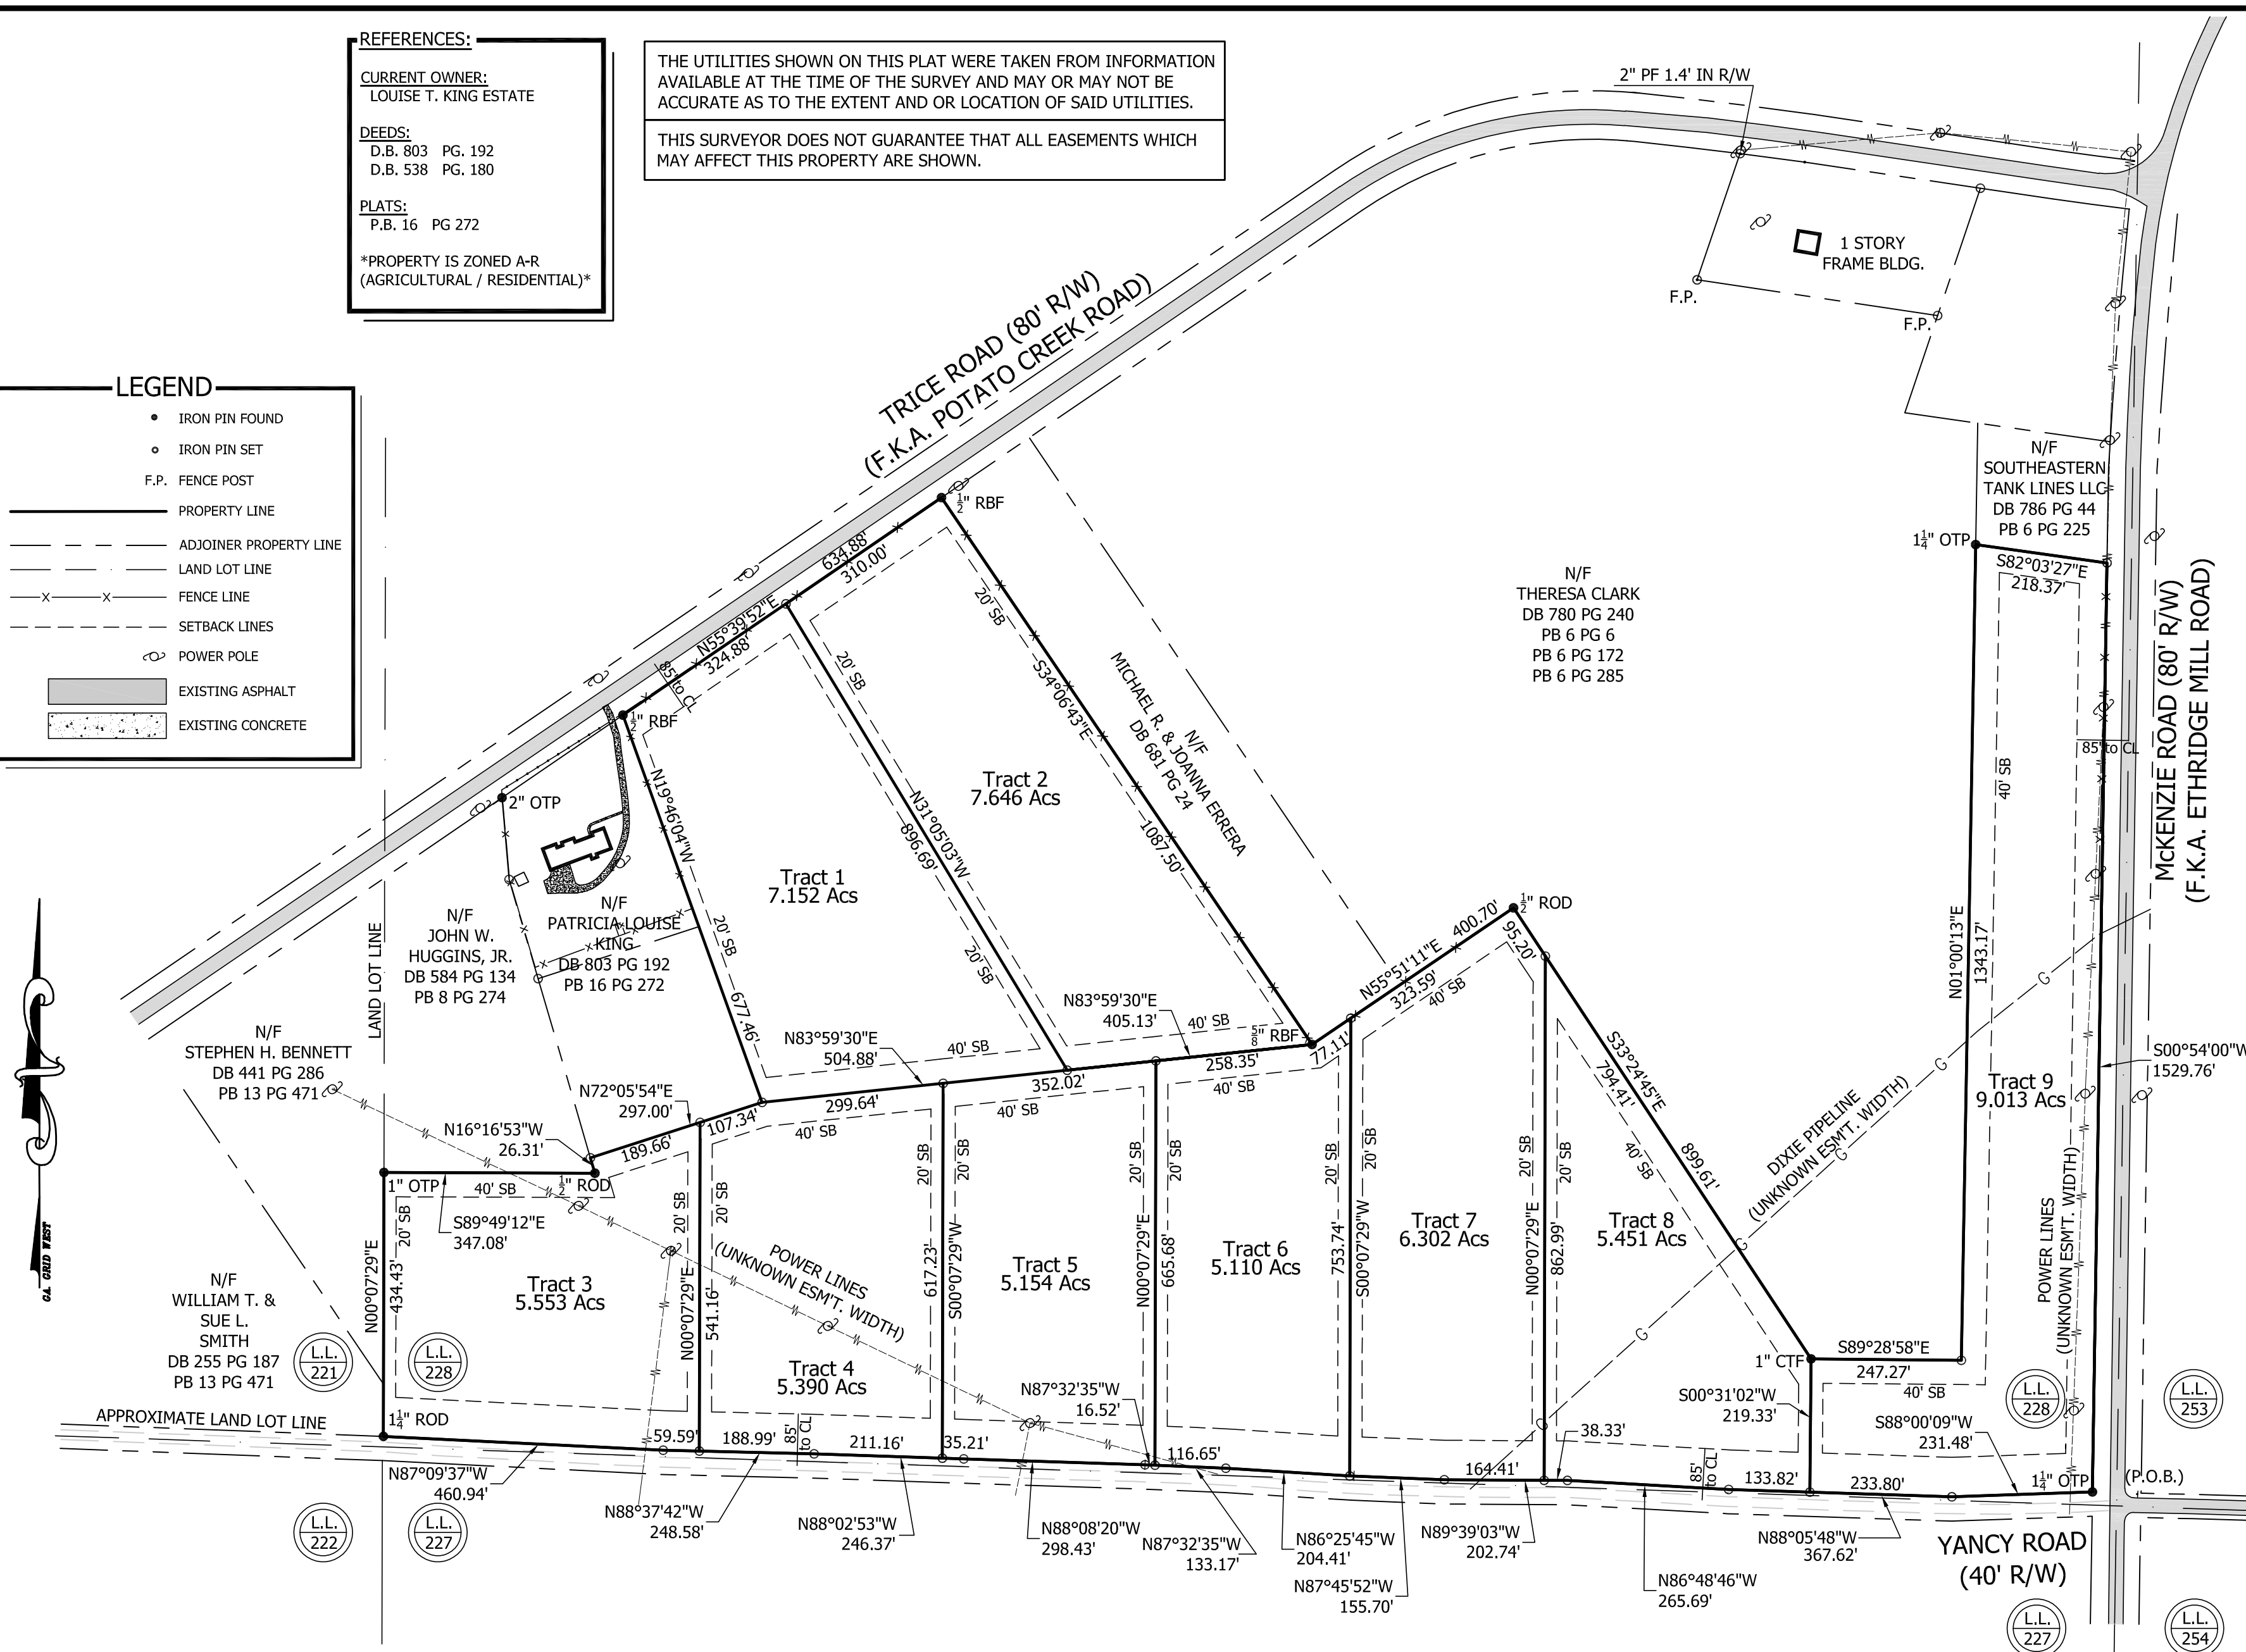 REFERENCES:
CURRENT OWNER:
LOUISE T. KING ESTATE
DEEDS:
D.B. 803 PG. 192
D.B. 538 PG. 180
PLATS:
P.B. 16 PG 272
*PROPERTY IS ZONED A-R
(AGRICULTURAL / RESIDENTIAL)*
THE UTILITIES SHOWN ON THIS PLAT WERE TAKEN FROM INFORMATION
AVAILABLE AT THE TIME OF THE SURVEY AND MAY OR MAY NOT BE
ACCURATE AS TO THE EXTENT AND OR LOCATION OF SAID UTILITIES.
THIS SURVEYOR DOES NOT GUARANTEE THAT ALL EASEMENTS WHICH
MAY AFFECT THIS PROPERTY ARE SHOWN.
2" PF 1.4' IN R/W
1 STORY
FRAME BLDG.
F.P.
F.P.
LEGEND
IRON PIN FOUND
IRON PIN SET
F.P. FENCE POST
PROPERTY LINE
ADJOINER PROPERTY LINE
LAND LOT LINE
X X FENCE LINE
SETBACK LINES
POWER POLE
EXISTING ASPHALT
EXISTING CONCRETE
TRICE ROAD (80' R/W)
(F.K.A. POTATO CREEK ROAD)
N/F
SOUTHEASTERN
TANK LINES LLC
DB 786 PG 44
PB 6 PG 225
1 1/4" OTP
S82°03'27"E
218.37'
McKENZIE ROAD (80' R/W)
(F.K.A. ETHRIDGE MILL ROAD)
85' to CL
N/F
THERESA CLARK
DB 780 PG 240
PB 6 PG 6
PB 6 PG 172
PB 6 PG 285
N/F
MICHAEL R. & JOANNA ERRERA
DB 681 PG 24
1/2" RBF
634.88'
310.00'
N55°39'52"E
324.88'
85' to CL
1/2" RBF
20' SB
20' SB
S34°06'43"E
1087.50'
Tract 2
7.646 Acs
N31°05'03"W
896.69'
20' SB
Tract 1
7.152 Acs
N19°46'04"W
677.46'
20' SB
2" OTP
N/F
JOHN W.
HUGGINS, JR.
DB 584 PG 134
PB 8 PG 274
N/F
PATRICIA LOUISE
KING
DB 803 PG 192
PB 16 PG 272
LAND LOT LINE
N/F
STEPHEN H. BENNETT
DB 441 PG 286
PB 13 PG 471
GA. GRID WEST
N/F
WILLIAM T. &
SUE L.
SMITH
DB 255 PG 187
PB 13 PG 471
N83°59'30"E
504.88'
40' SB
N83°59'30"E
405.13'
40' SB
5/8" RBF
77.11'
258.35'
40' SB
352.02'
40' SB
299.64'
40' SB
N72°05'54"E
297.00'
107.34'
189.66'
N16°16'53"W
26.31'
1/2" ROD
1" OTP
40' SB
S89°49'12"E
347.08'
20' SB
N00°07'29"E
434.43'
Tract 3
5.553 Acs
20' SB
N00°07'29"E
541.16'
20' SB
POWER LINES
(UNKNOWN ESM'T. WIDTH)
Tract 4
5.390 Acs
20' SB
617.23'
S00°07'29"W
20' SB
Tract 5
5.154 Acs
20' SB
N00°07'29"E
665.68'
20' SB
Tract 6
5.110 Acs
20' SB
753.74'
S00°07'29"W
20' SB
Tract 7
6.302 Acs
20' SB
N00°07'29"E
862.99'
20' SB
Tract 8
5.451 Acs
N55°51'11"E
400.70'
323.59'
40' SB
1/2" ROD
95.20'
S33°24'45"E
794.41'
899.61'
40' SB
DIXIE PIPELINE
(UNKNOWN ESM'T. WIDTH)
G
G
G
G
G
G
G
N01°00'13"E
1343.17'
40' SB
Tract 9
9.013 Acs
S00°54'00"W
1529.76'
POWER LINES
(UNKNOWN ESM'T. WIDTH)
1" CTF
S89°28'58"E
247.27'
40' SB
S00°31'02"W
219.33'
S88°00'09"W
231.48'
1 1/4" OTP
(P.O.B.)
L.L.
221
L.L.
228
L.L.
228
L.L.
253
APPROXIMATE LAND LOT LINE
1 1/4" ROD
59.59'
188.99'
85'
to CL
211.16'
35.21'
N87°32'35"W
16.52'
116.65'
164.41'
38.33'
85'
to CL
133.82'
233.80'
N87°09'37"W
460.94'
N88°37'42"W
248.58'
N88°02'53"W
246.37'
N88°08'20"W
298.43'
N87°32'35"W
133.17'
N86°25'45"W
204.41'
N87°45'52"W
155.70'
N89°39'03"W
202.74'
N86°48'46"W
265.69'
N88°05'48"W
367.62'
YANCY ROAD
(40' R/W)
L.L.
222
L.L.
227
L.L.
227
L.L.
254